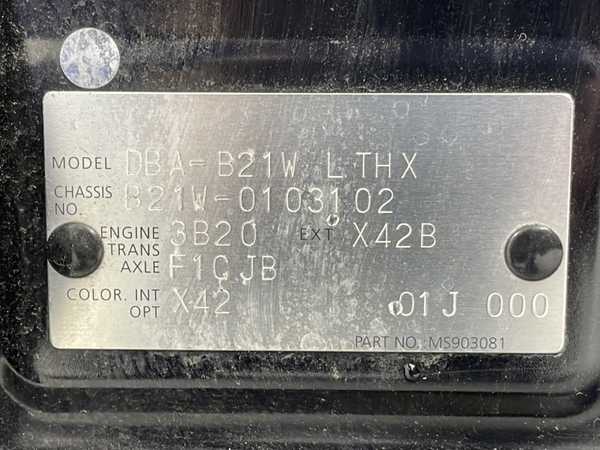 MODEL DBA-B21W LTHX
CHASSIS NO. B21W-0103102
ENGINE 3B20 EXT X42B
TRANS AXLE F1CJB
COLOR. INT X42
OPT 01J 000
PART NO.: MS903081